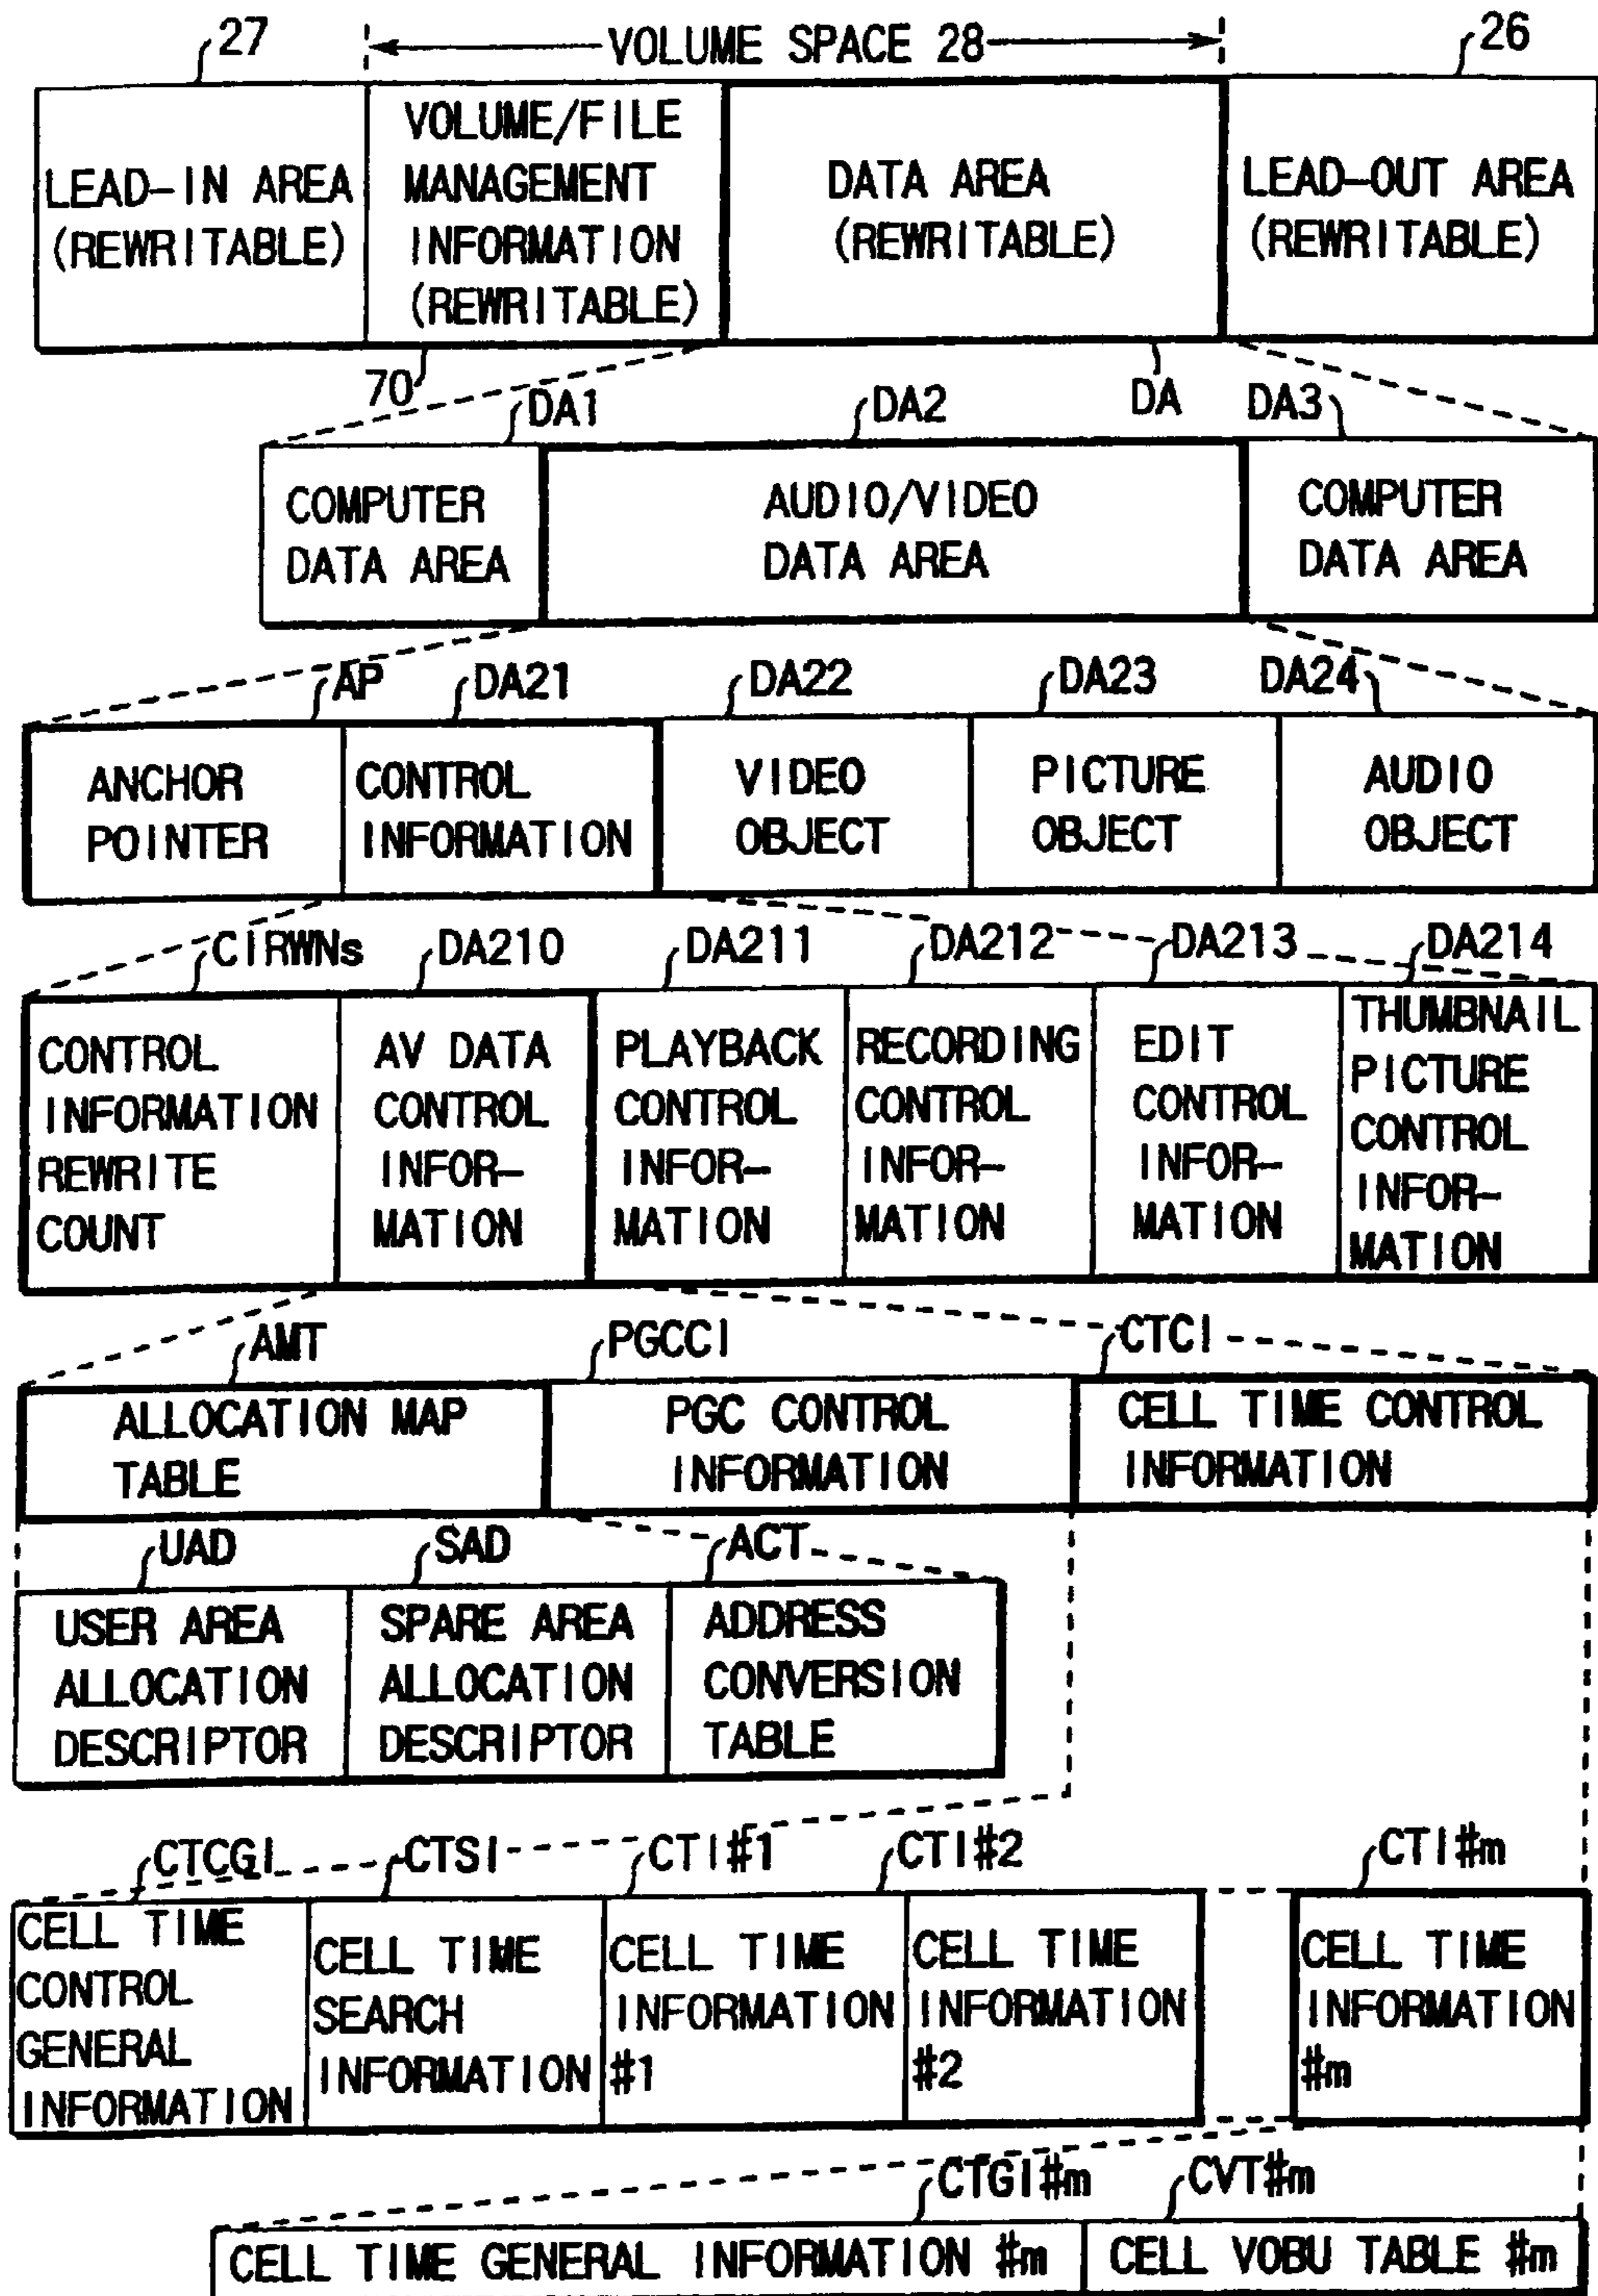 27
VOLUME SPACE 28
26
LEAD-IN AREA
(REWRITABLE)
VOLUME/FILE
MANAGEMENT
INFORMATION
(REWRITABLE)
DATA AREA
(REWRITABLE)
LEAD-OUT AREA
(REWRITABLE)
70
DA1
DA2
DA
DA3
COMPUTER
DATA AREA
AUDIO/VIDEO
DATA AREA
COMPUTER
DATA AREA
AP
DA21
DA22
DA23
DA24
ANCHOR
POINTER
CONTROL
INFORMATION
VIDEO
OBJECT
PICTURE
OBJECT
AUDIO
OBJECT
CIRWNs
DA210
DA211
DA212
DA213
DA214
CONTROL
INFORMATION
REWRITE
COUNT
AV DATA
CONTROL
INFOR-
MATION
PLAYBACK
CONTROL
INFOR-
MATION
RECORDING
CONTROL
INFOR-
MATION
EDIT
CONTROL
INFOR-
MATION
THUMBNAIL
PICTURE
CONTROL
INFOR-
MATION
AMT
PGCCI
CTCI
ALLOCATION MAP
TABLE
PGC CONTROL
INFORMATION
CELL TIME CONTROL
INFORMATION
UAD
SAD
ACT
USER AREA
ALLOCATION
DESCRIPTOR
SPARE AREA
ALLOCATION
DESCRIPTOR
ADDRESS
CONVERSION
TABLE
CTCGI
CTSI
CTI#1
CTI#2
CTI#m
CELL TIME
CONTROL
GENERAL
INFORMATION
CELL TIME
SEARCH
INFORMATION
CELL TIME
INFORMATION
#1
CELL TIME
INFORMATION
#2
CELL TIME
INFORMATION
#m
CTGI#m
CVT#m
CELL TIME GENERAL INFORMATION #m
CELL VOBU TABLE #m